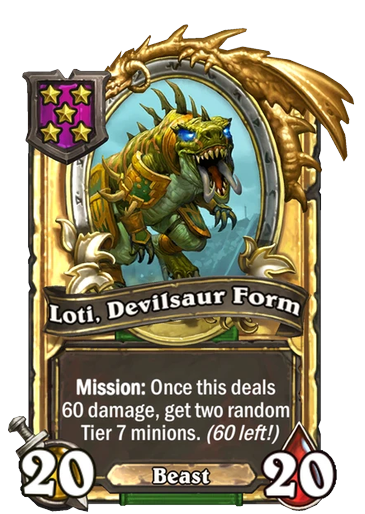 Loti, Devilsaur Form
Mission: Once this deals
60 damage, get two random
Tier 7 minions. (60 left!)
20
Beast
20